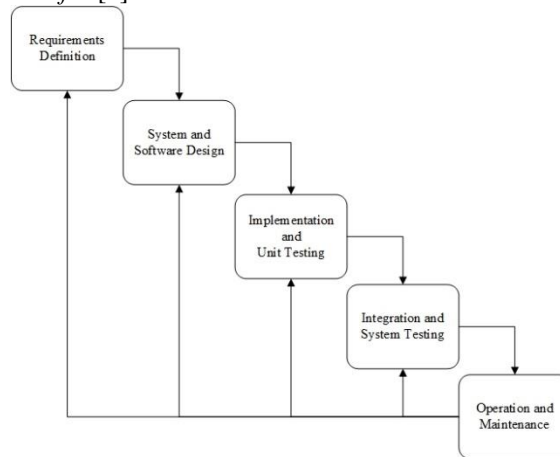 Requirements
Definition
System and
Software Design
Implementation
and
Unit Testing
Integration and
System Testing
Operation and
Maintenance